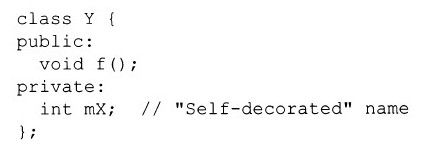 class Y {
public:
  void f();
private:
  int mX;  // "Self-decorated" name
};